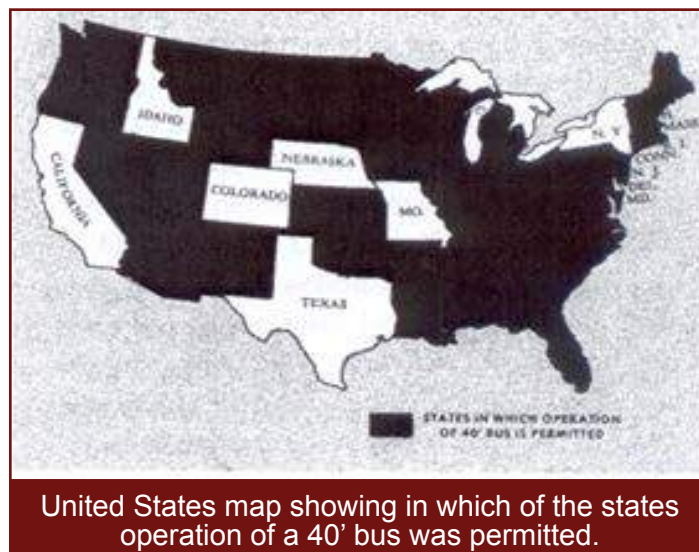 IDAHO
N. Y
MASS
CONN.
N. J.
DEL.
MD.
CALIFORNIA
NEBRASKA
COLORADO
MO.
TEXAS
STATES IN WHICH OPERATION
OF 40' BUS IS PERMITTED
United States map showing in which of the states
operation of a 40' bus was permitted.